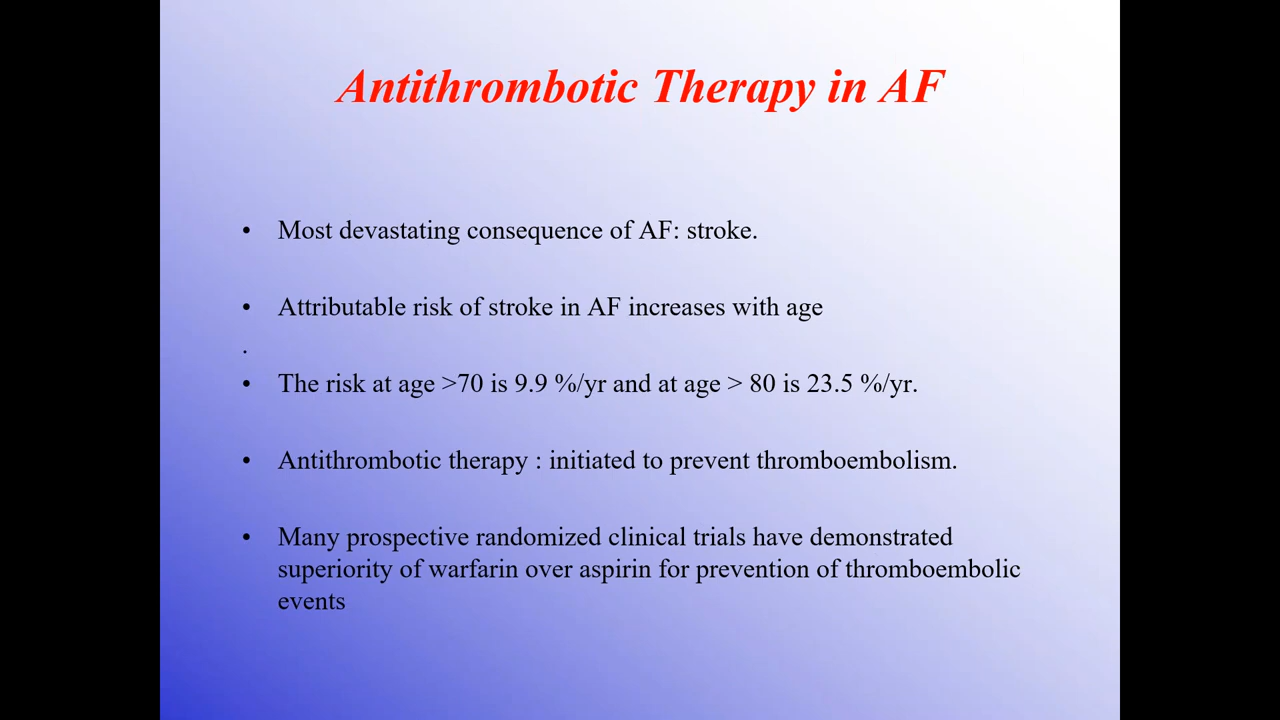 Antithrombotic Therapy in AF
• Most devastating consequence of AF: stroke.
• Attributable risk of stroke in AF increases with age
.
• The risk at age >70 is 9.9 %/yr and at age > 80 is 23.5 %/yr.
• Antithrombotic therapy : initiated to prevent thromboembolism.
• Many prospective randomized clinical trials have demonstrated
superiority of warfarin over aspirin for prevention of thromboembolic
events